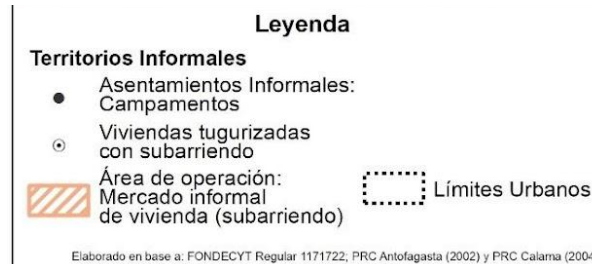 Leyenda
Territorios Informales
Asentamientos Informales:
Campamentos
Viviendas tugurizadas
con subarriendo
Área de operación:
Mercado informal
de vivienda (subarriendo)
Límites Urbanos
Elaborado en base a: FONDECYT Regular 1171722; PRC Antofagasta (2002) y PRC Calama (2004